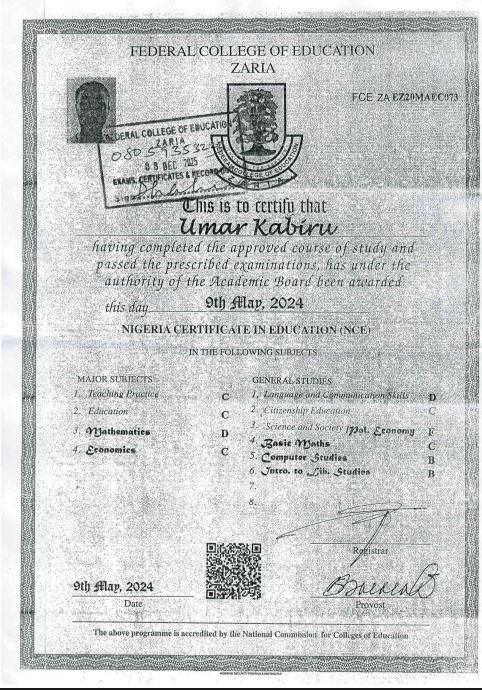 FEDERAL COLLEGE OF EDUCATION
ZARIA
FCE ZA EZ20MAEC073
FEDERAL COLLEGE OF EDUCATION
ZARIA
08 DEC 2025
EXAMS, CERTIFICATES & RECORD
This is to certify that
Umar Kabiru
having completed the approved course of study and
passed the prescribed examinations, has under the
authority of the Academic Board been awarded
this day 9th May, 2024
NIGERIA CERTIFICATE IN EDUCATION (NCE)
IN THE FOLLOWING SUBJECTS
MAJOR SUBJECTS
1. Teaching Practice C
2. Education C
3. Mathematics D
4. Economics C
GENERAL STUDIES
1. Language and Communication Skills D
2. Citizenship Education C
3. Science and Society /Pol. Economy F
4. Basic Maths C
5. Computer Studies B
6. Intro. to Lib. Studies B
7.
8.
Registrar
9th May, 2024
Date
Provost
The above programme is accredited by the National Commission for Colleges of Education